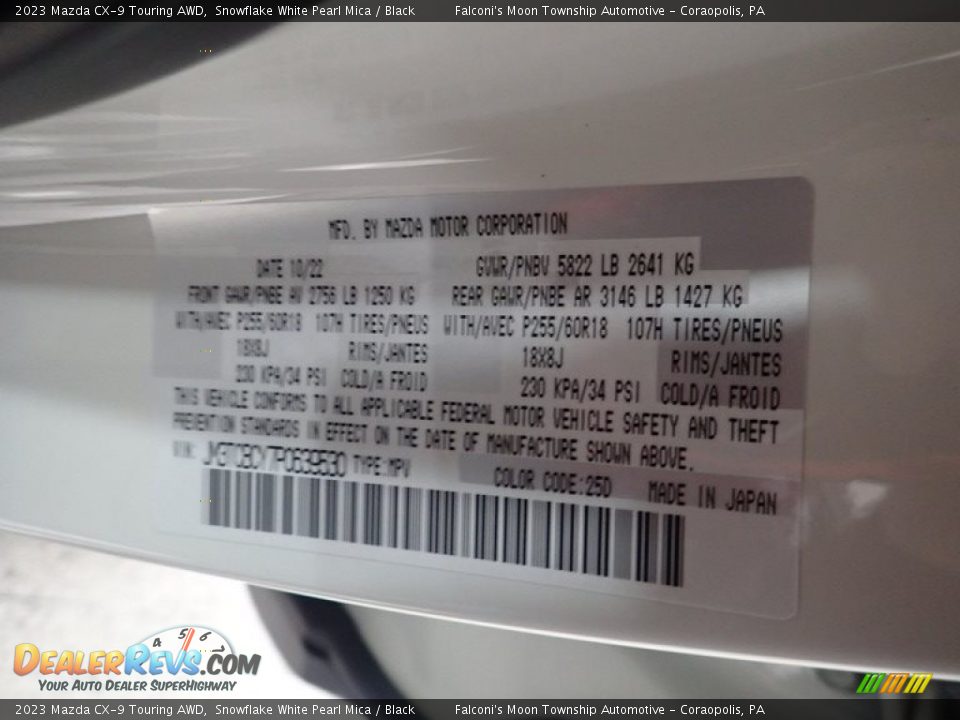 2023 Mazda CX-9 Touring AWD, Snowflake White Pearl Mica / Black Falconi's Moon Township Automotive - Coraopolis, PA
MFD. BY MAZDA MOTOR CORPORATION
DATE 10/22 GVWR/PNBV 5822 LB 2641 KG
FRONT GAWR/PNBE AV 2756 LB 1250 KG REAR GAWR/PNBE AR 3146 LB 1427 KG
WITH/AVEC P255/60R18 107H TIRES/PNEUS WITH/AVEC P255/60R18 107H TIRES/PNEUS
18X8J RIMS/JANTES 18X8J RIMS/JANTES
230 KPA/34 PSI COLD/A FROID 230 KPA/34 PSI COLD/A FROID
THIS VEHICLE CONFORMS TO ALL APPLICABLE FEDERAL MOTOR VEHICLE SAFETY AND THEFT
PREVENTION STANDARDS IN EFFECT ON THE DATE OF MANUFACTURE SHOWN ABOVE.
VIN: JM3TCBCY7P0639530 TYPE:MPV COLOR CODE:25D MADE IN JAPAN
4 5 6
DEALERREVS.COM
YOUR AUTO DEALER SUPERHIGHWAY
2023 Mazda CX-9 Touring AWD, Snowflake White Pearl Mica / Black Falconi's Moon Township Automotive - Coraopolis, PA